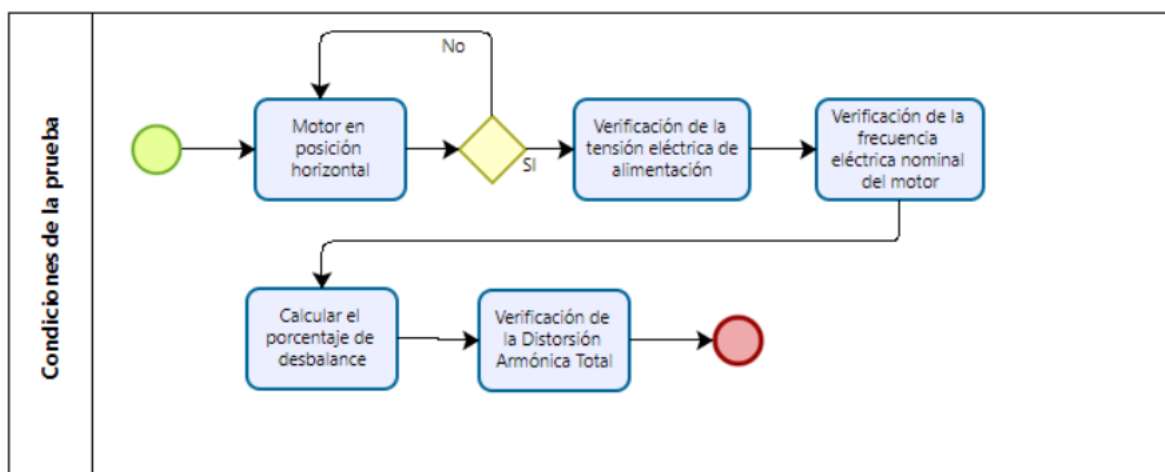 Condiciones de la prueba
No
Motor en
posición
horizontal
SI
Verificación de la
tensión eléctrica de
alimentación
Verificación de la
frecuencia
eléctrica nominal
del motor
Calcular el
porcentaje de
desbalance
Verificación de
la Distorsión
Armónica Total